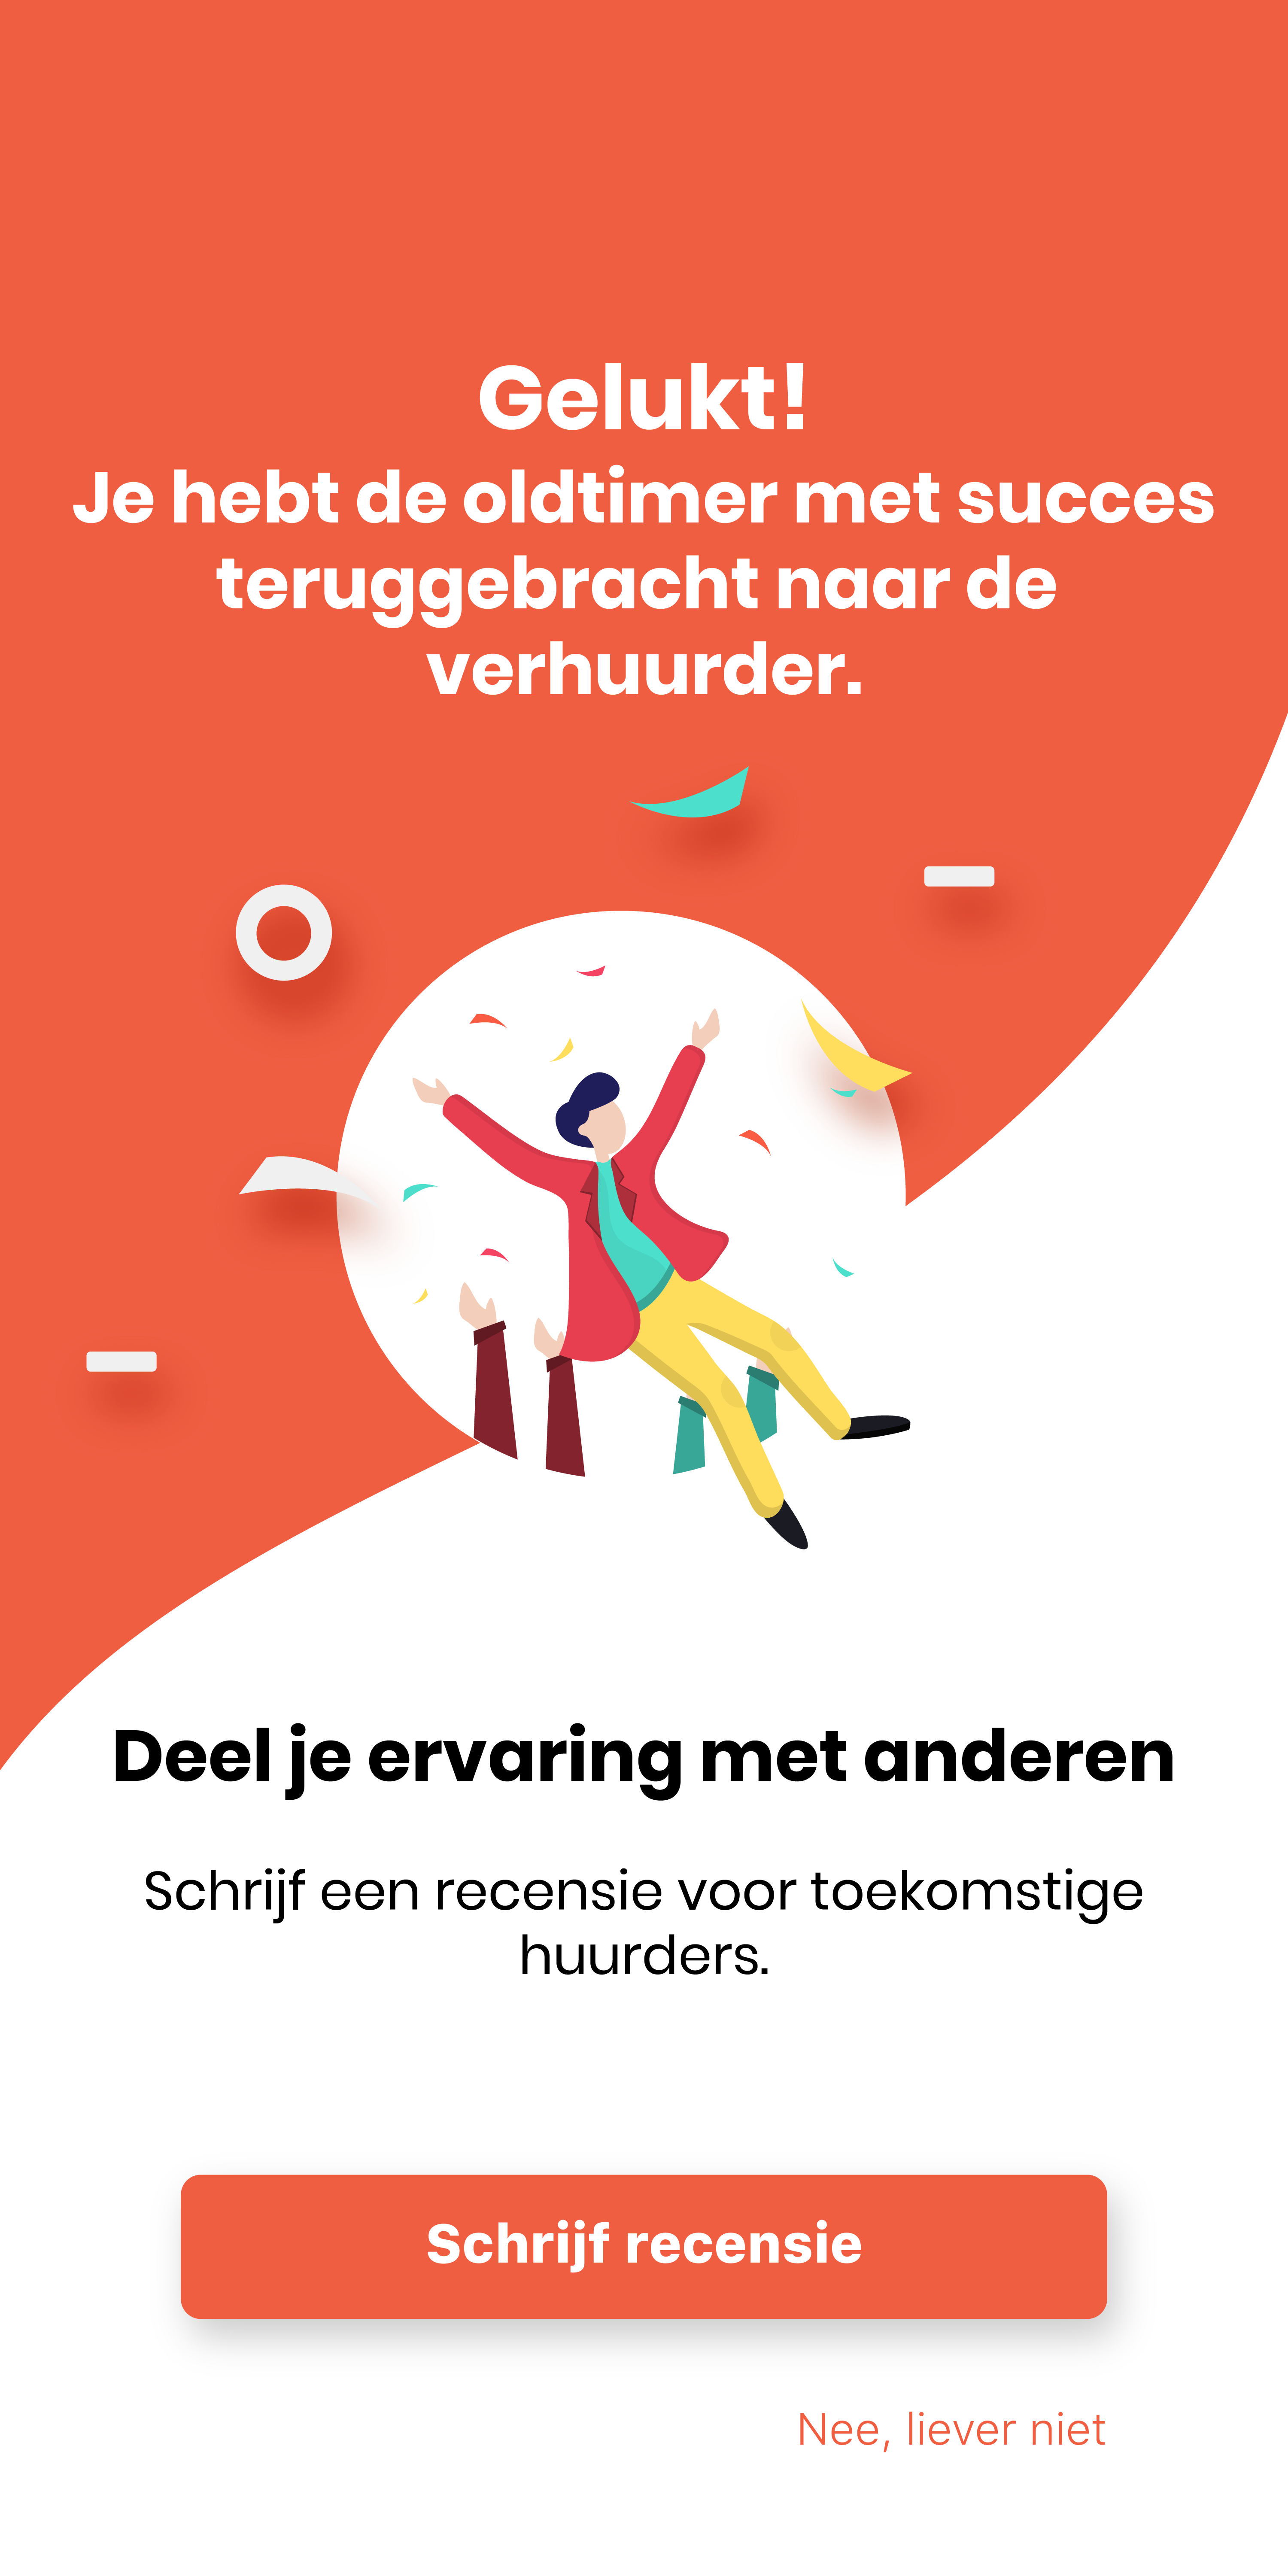 Gelukt!
Je hebt de oldtimer met succes
teruggebracht naar de
verhuurder.
Deel je ervaring met anderen
Schrijf een recensie voor toekomstige
huurders.
Schrijf recensie
Nee, liever niet